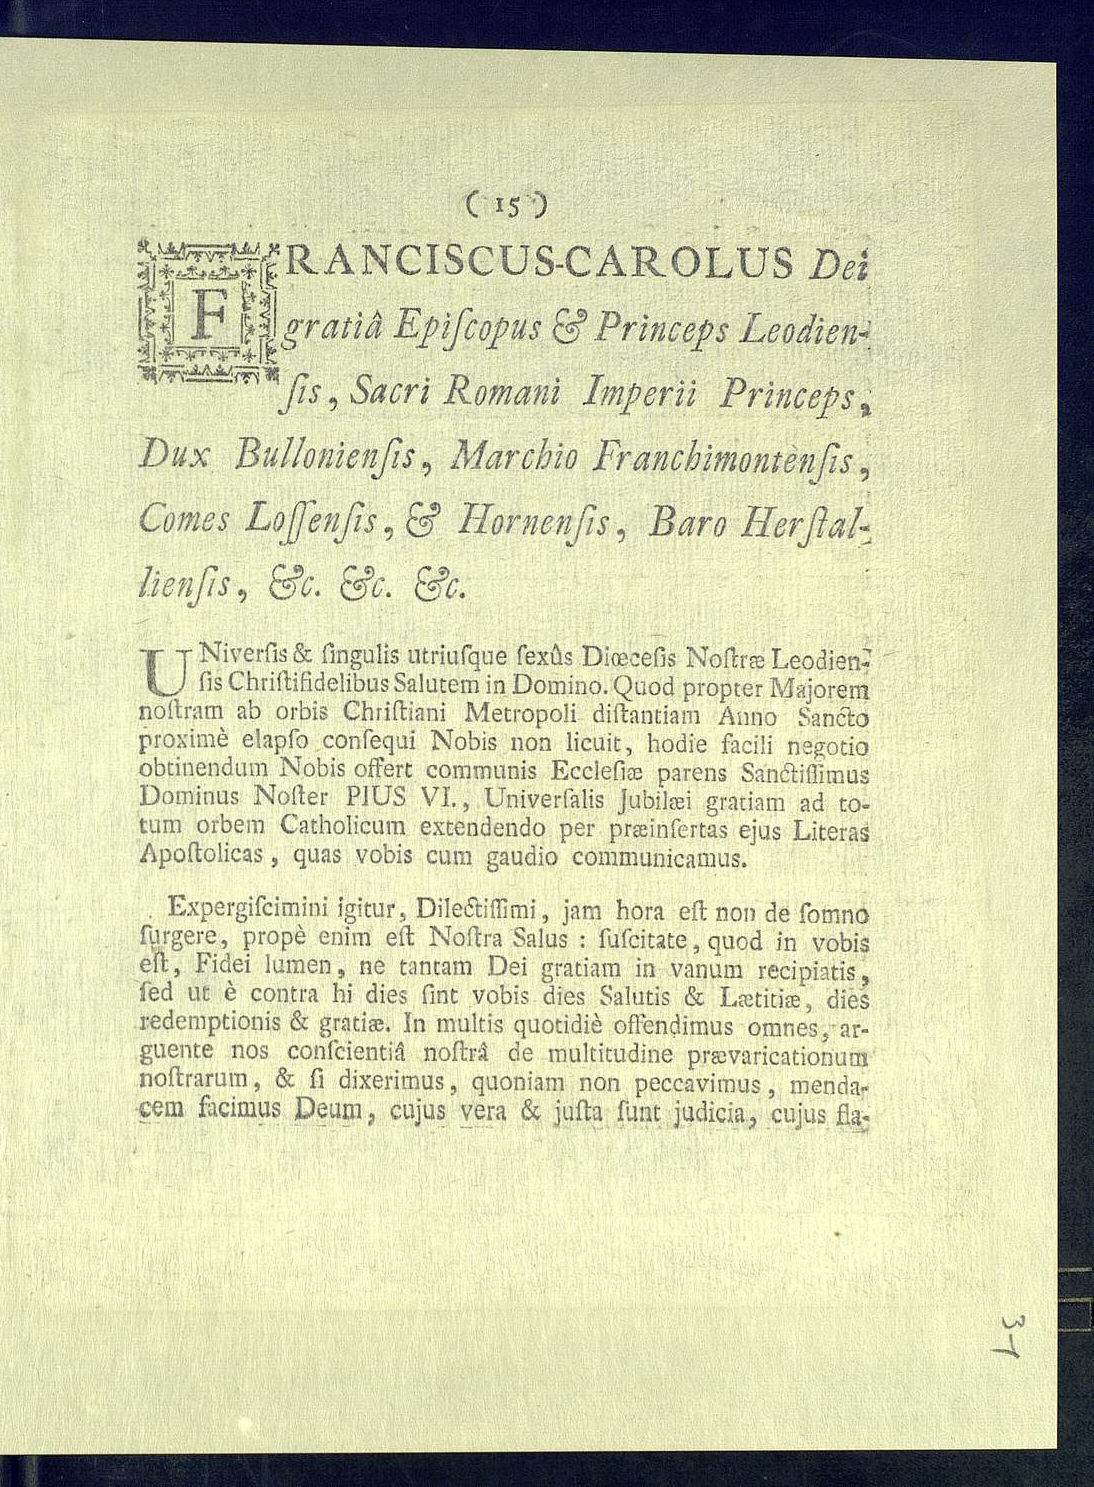 ( 15 )
FRANCISCUS-CAROLUS Dei
gratiâ Epiſcopus & Princeps Leodien-
ſis, Sacri Romani Imperii Princeps,
Dux Bullonienſis, Marchio Franchimontenſis,
Comes Loſſenſis, & Hornenſis, Baro Herſtal-
lienſis, &c. &c. &c.
UNiverſis & ſingulis utriuſque ſexûs Diœceſis Noſtræ Leodien-
ſis Chriſtifidelibus Salutem in Domino. Quod propter Majorem
noſtram ab orbis Chriſtiani Metropoli diſtantiam Anno Sancto
proximè elapſo conſequi Nobis non licuit, hodie facili negotio
obtinendum Nobis offert communis Eccleſiæ parens Sanctiſſimus
Dominus Noſter PIUS VI., Univerſalis Jubilæi gratiam ad to-
tum orbem Catholicum extendendo per præinſertas ejus Literas
Apoſtolicas, quas vobis cum gaudio communicamus.
Expergiſcimini igitur, Dilectiſſimi, jam hora eſt non de ſomno
ſurgere, propè enim eſt Noſtra Salus : ſuſcitate, quod in vobis
eſt, Fidei lumen, ne tantam Dei gratiam in vanum recipiatis,
ſed ut è contra hi dies ſint vobis dies Salutis & Lætitiæ, dies
redemptionis & gratiæ. In multis quotidiè offendimus omnes, ar-
guente nos conſcientiâ noſtrâ de multitudine prævaricationum
noſtrarum, & ſi dixerimus, quoniam non peccavimus, menda-
cem facimus Deum, cujus vera & juſta ſunt judicia, cujus fla-